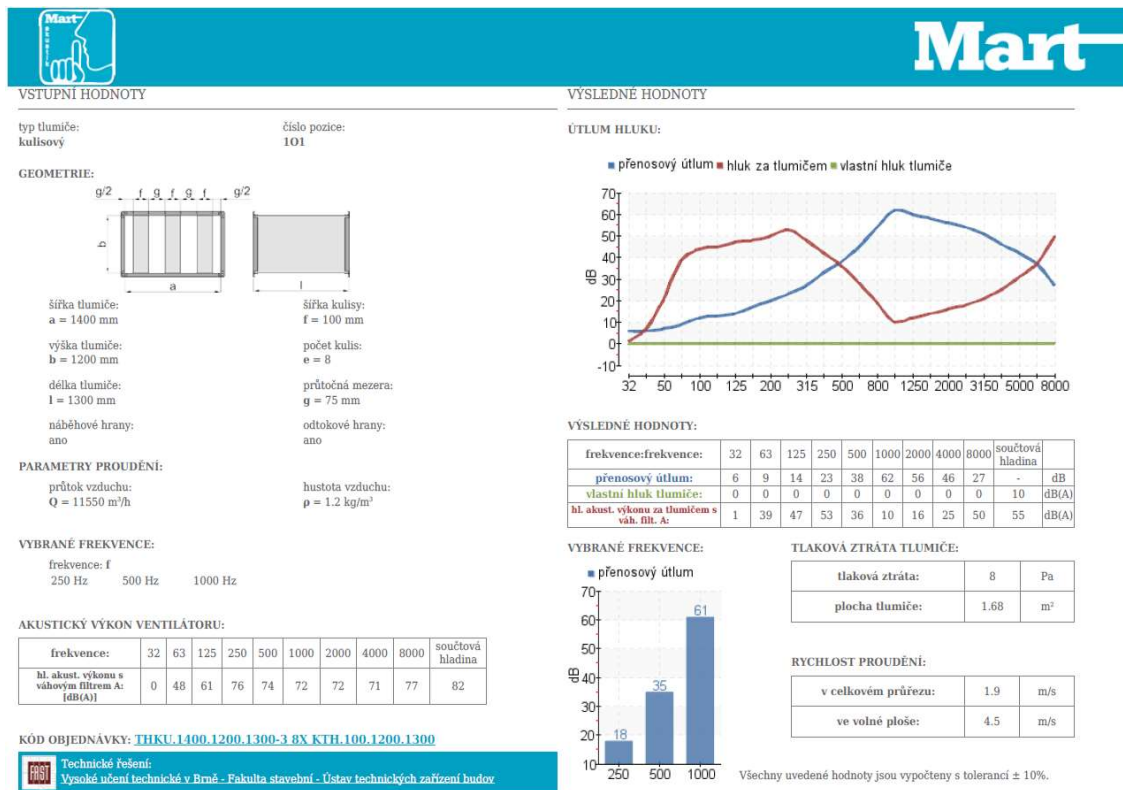 Mart
akustik
Mart
VSTUPNÍ HODNOTY
typ tlumiče:
kulisový
číslo pozice:
1O1
GEOMETRIE:
g/2 f g f g f g/2
b
a
l
šířka tlumiče:
a = 1400 mm
šířka kulisy:
f = 100 mm
výška tlumiče:
b = 1200 mm
počet kulis:
e = 8
délka tlumiče:
l = 1300 mm
průtočná mezera:
g = 75 mm
náběhové hrany:
ano
odtokové hrany:
ano
PARAMETRY PROUDĚNÍ:
průtok vzduchu:
Q = 11550 m³/h
hustota vzduchu:
ρ = 1.2 kg/m³
VYBRANÉ FREKVENCE:
frekvence: f
250 Hz 500 Hz 1000 Hz
AKUSTICKÝ VÝKON VENTILÁTORU:
frekvence: 32 63 125 250 500 1000 2000 4000 8000 součtová hladina
hl. akust. výkonu s
váhovým filtrem A:
[dB(A)] 0 48 61 76 74 72 72 71 77 82
KÓD OBJEDNÁVKY: THKU.1400.1200.1300-3 8X KTH.100.1200.1300
FAST
Technické řešení:
Vysoké učení technické v Brně - Fakulta stavební - Ústav technických zařízení budov
VÝSLEDNÉ HODNOTY
ÚTLUM HLUKU:
přenosový útlum hluk za tlumičem vlastní hluk tlumiče
dB
70
60
50
40
30
20
10
0
-10
32 50 100 125 200 315 500 800 1250 2000 3150 5000 8000
VÝSLEDNÉ HODNOTY:
frekvence:frekvence: 32 63 125 250 500 1000 2000 4000 8000 součtová hladina
přenosový útlum: 6 9 14 23 38 62 56 46 27 - dB
vlastní hluk tlumiče: 0 0 0 0 0 0 0 0 0 10 dB(A)
hl. akust. výkonu za tlumičem s
váh. filt. A: 1 39 47 53 36 10 16 25 50 55 dB(A)
VYBRANÉ FREKVENCE:
přenosový útlum
dB
70
60
50
40
30
20
10
18 35 61
250 500 1000
TLAKOVÁ ZTRÁTA TLUMIČE:
tlaková ztráta: 8 Pa
plocha tlumiče: 1.68 m²
RYCHLOST PROUDĚNÍ:
v celkovém průřezu: 1.9 m/s
ve volné ploše: 4.5 m/s
Všechny uvedené hodnoty jsou vypočteny s tolerancí ± 10%.